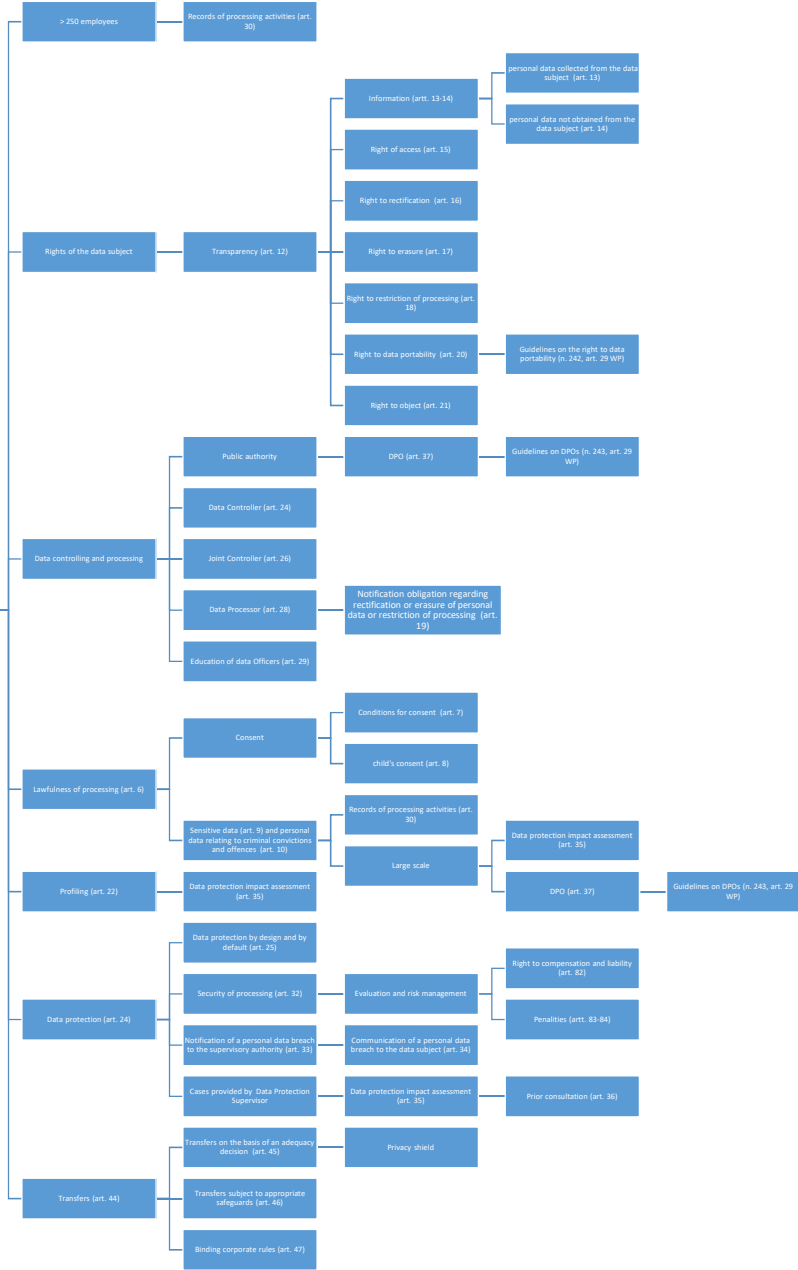 > 250 employees
Records of processing activities (art.
30)
personal data collected from the data
subject (art. 13)
Information (artt. 13-14)
personal data not obtained from the
data subject (art. 14)
Right of access (art. 15)
Right to rectification (art. 16)
Rights of the data subject
Transparency (art. 12)
Right to erasure (art. 17)
Right to restriction of processing (art.
18)
Right to data portability (art. 20)
Guidelines on the right to data
portability (n. 242, art. 29 WP)
Right to object (art. 21)
Public authority
DPO (art. 37)
Guidelines on DPOs (n. 243, art. 29
WP)
Data Controller (art. 24)
Data controlling and processing
Joint Controller (art. 26)
Data Processor (art. 28)
Notification obligation regarding
rectification or erasure of personal
data or restriction of processing (art.
19)
Education of data Officers (art. 29)
Conditions for consent (art. 7)
Consent
child's consent (art. 8)
Lawfulness of processing (art. 6)
Records of processing activities (art.
30)
Sensitive data (art. 9) and personal
data relating to criminal convictions
and offences (art. 10)
Data protection impact assessment
(art. 35)
Large scale
DPO (art. 37)
Guidelines on DPOs (n. 243, art. 29
WP)
Profiling (art. 22)
Data protection impact assessment
(art. 35)
Data protection by design and by
default (art. 25)
Right to compensation and liability
(art. 82)
Security of processing (art. 32)
Evaluation and risk management
Penalities (artt. 83-84)
Data protection (art. 24)
Notification of a personal data breach
to the supervisory authority (art. 33)
Communication of a personal data
breach to the data subject (art. 34)
Cases provided by Data Protection
Supervisor
Data protection impact assessment
(art. 35)
Prior consultation (art. 36)
Transfers on the basis of an adequacy
decision (art. 45)
Privacy shield
Transfers (art. 44)
Transfers subject to appropriate
safeguards (art. 46)
Binding corporate rules (art. 47)